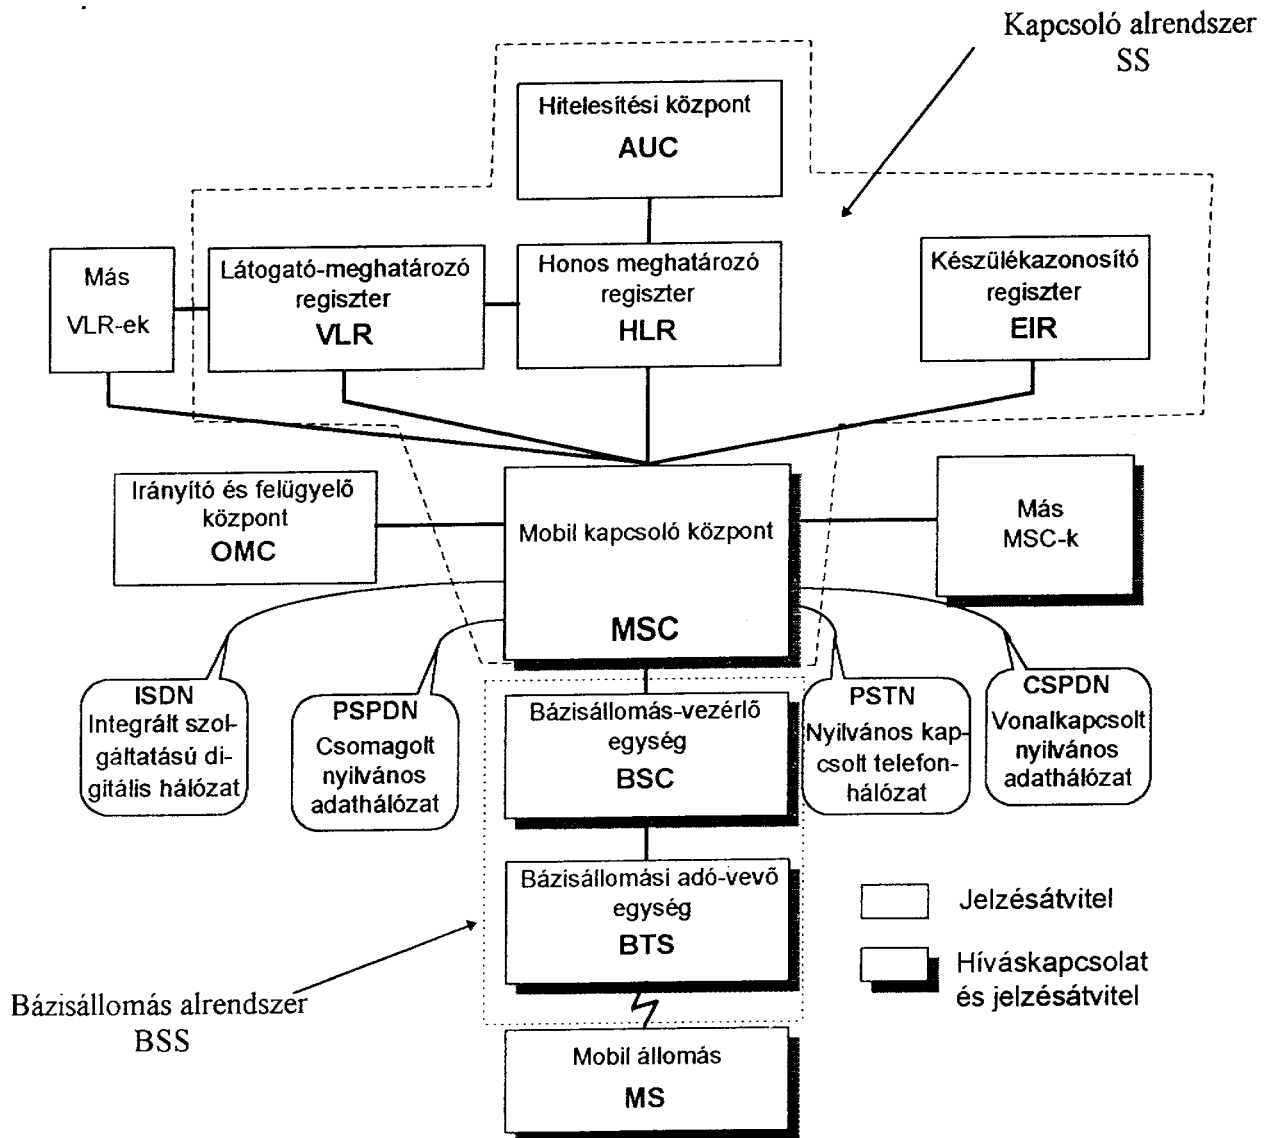 Kapcsoló alrendszer
SS
Hitelesítési központ
AUC
Más
VLR-ek
Látogató-meghatározó
regiszter
VLR
Honos meghatározó
regiszter
HLR
Készülékazonosító
regiszter
EIR
Irányító és felügyelő
központ
OMC
Mobil kapcsoló központ
MSC
Más
MSC-k
ISDN
Integrált szol-
gáltatású di-
gitális hálózat
PSPDN
Csomagolt
nyilvános
adathálózat
Bázisállomás-vezérlő
egység
BSC
PSTN
Nyilvános kap-
csolt telefon-
hálózat
CSPDN
Vonalkapcsolt
nyilvános
adathálózat
Bázisállomási adó-vevő
egység
BTS
Jelzésátvitel
Híváskapcsolat
és jelzésátvitel
Bázisállomás alrendszer
BSS
Mobil állomás
MS